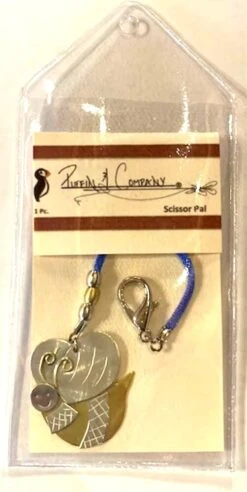 Puffin & Company
1 Pc.
Scissor Pal